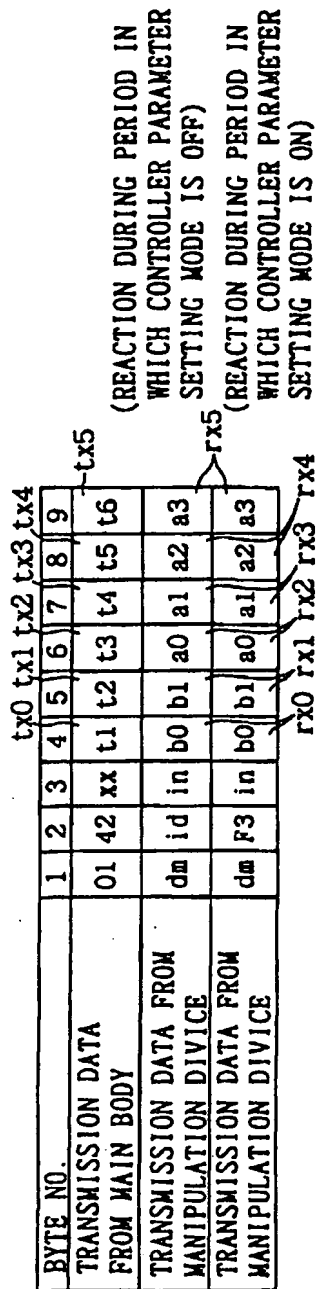 tx0 tx1 tx2 tx3 tx4
BYTE NO. 1 2 3 4 5 6 7 8 9
tx5
TRANSMISSION DATA
FROM MAIN BODY 01 42 xx t1 t2 t3 t4 t5 t6
TRANSMISSION DATA FROM
MANIPULATION DIVICE dm id in b0 b1 a0 a1 a2 a3
(REACTION DURING PERIOD IN
WHICH CONTROLLER PARAMETER
SETTING MODE IS OFF)
rx5
TRANSMISSION DATA FROM
MANIPULATION DIVICE dm F3 in b0 b1 a0 a1 a2 a3
(REACTION DURING PERIOD IN
WHICH CONTROLLER PARAMETER
SETTING MODE IS ON)
rx0 rx1 rx2 rx3 rx4